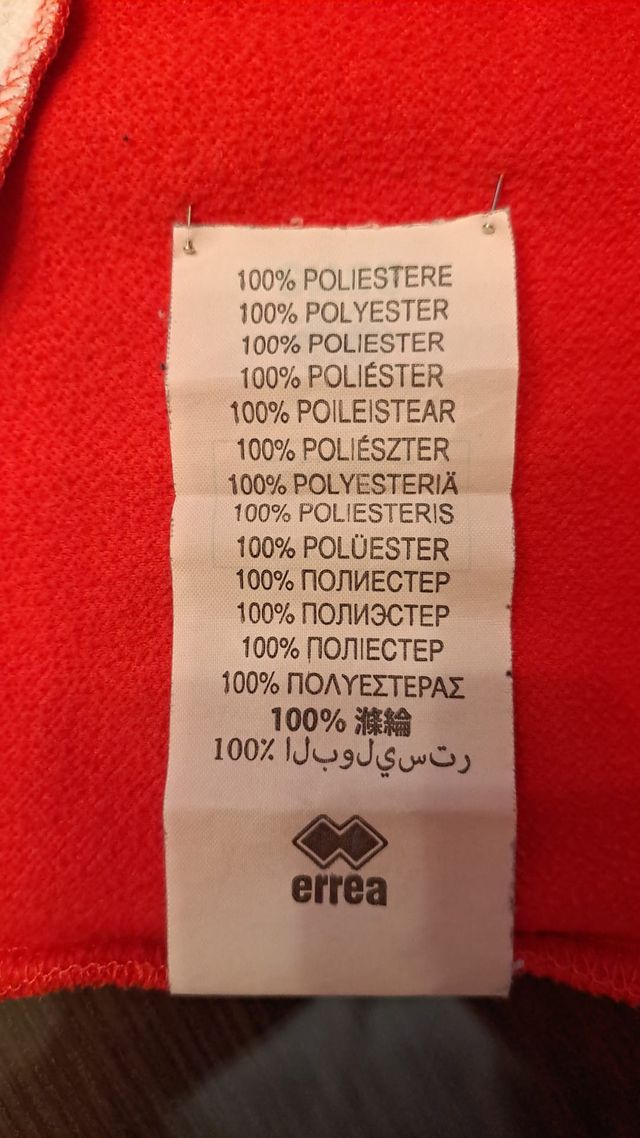 100% POLIESTERE
100% POLYESTER
100% POLIESTER
100% POLIÉSTER
100% POILEISTEAR
100% POLIÉSZTER
100% POLYESTERIÄ
100% POLIESTERIS
100% POLÜESTER
100% ПОЛИЕСТЕР
100% ПОЛИЭСТЕР
100% ПОЛІЕСТЕР
100% ΠΟΛΥΕΣΤΕΡΑΣ
100% 滌綸
100٪ البوليستر
errea